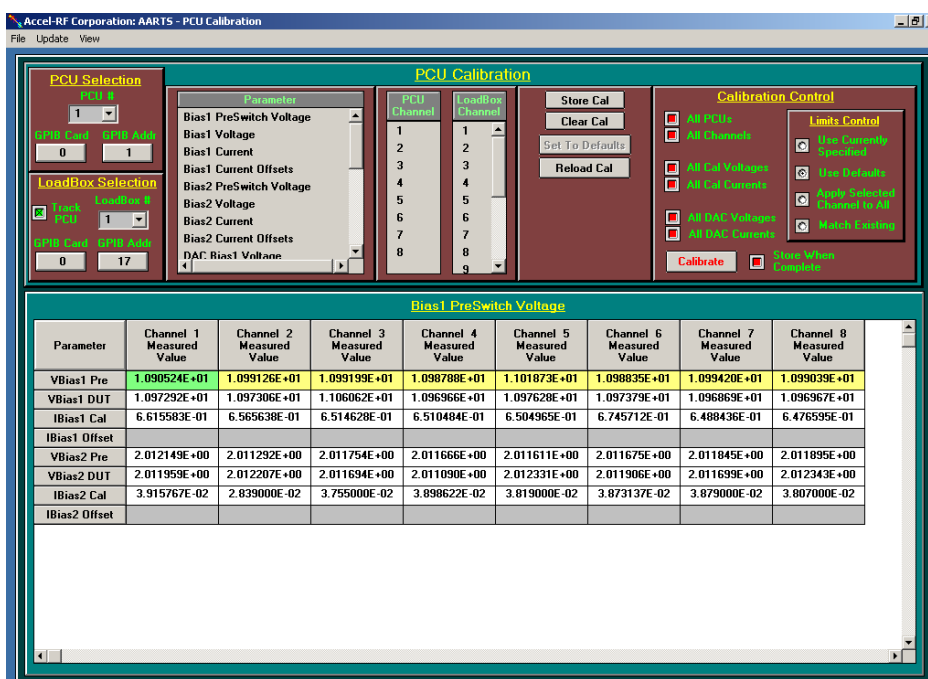 Accel-RF Corporation: AARTS - PCU Calibration
File Update View
PCU Calibration
PCU Selection
PCU #
1
GPIB Card GPIB Addr
0 1
LoadBox Selection
Track PCU
LoadBox #
1
GPIB Card GPIB Addr
0 17
Parameter
Bias1 PreSwitch Voltage
Bias1 Voltage
Bias1 Current
Bias1 Current Offsets
Bias2 PreSwitch Voltage
Bias2 Voltage
Bias2 Current
Bias2 Current Offsets
DAC Bias1 Voltage
PCU Channel
1
2
3
4
5
6
7
8
LoadBox Channel
1
2
3
4
5
6
7
8
9
Store Cal
Clear Cal
Set To Defaults
Reload Cal
Calibration Control
All PCUs
All Channels
All Cal Voltages
All Cal Currents
All DAC Voltages
All DAC Currents
Limits Control
Use Currently
Specified
Use Defaults
Apply Selected
Channel to All
Match Existing
Calibrate
Store When
Complete
Bias1 PreSwitch Voltage
Parameter Channel 1 Measured Value Channel 2 Measured Value Channel 3 Measured Value Channel 4 Measured Value Channel 5 Measured Value Channel 6 Measured Value Channel 7 Measured Value Channel 8 Measured Value
VBias1 Pre 1.090524E+01 1.099126E+01 1.099199E+01 1.098788E+01 1.101873E+01 1.098835E+01 1.099420E+01 1.099039E+01
VBias1 DUT 1.097292E+01 1.097306E+01 1.106062E+01 1.096966E+01 1.097628E+01 1.097379E+01 1.096869E+01 1.096967E+01
IBias1 Cal 6.615583E-01 6.565638E-01 6.514628E-01 6.510484E-01 6.504965E-01 6.745712E-01 6.488436E-01 6.476595E-01
IBias1 Offset
VBias2 Pre 2.012149E+00 2.011292E+00 2.011754E+00 2.011666E+00 2.011611E+00 2.011675E+00 2.011845E+00 2.011895E+00
VBias2 DUT 2.011959E+00 2.012207E+00 2.011694E+00 2.011090E+00 2.012331E+00 2.011906E+00 2.011699E+00 2.012343E+00
IBias2 Cal 3.915767E-02 2.839000E-02 3.755000E-02 3.898622E-02 3.819000E-02 3.873137E-02 3.879000E-02 3.807000E-02
IBias2 Offset